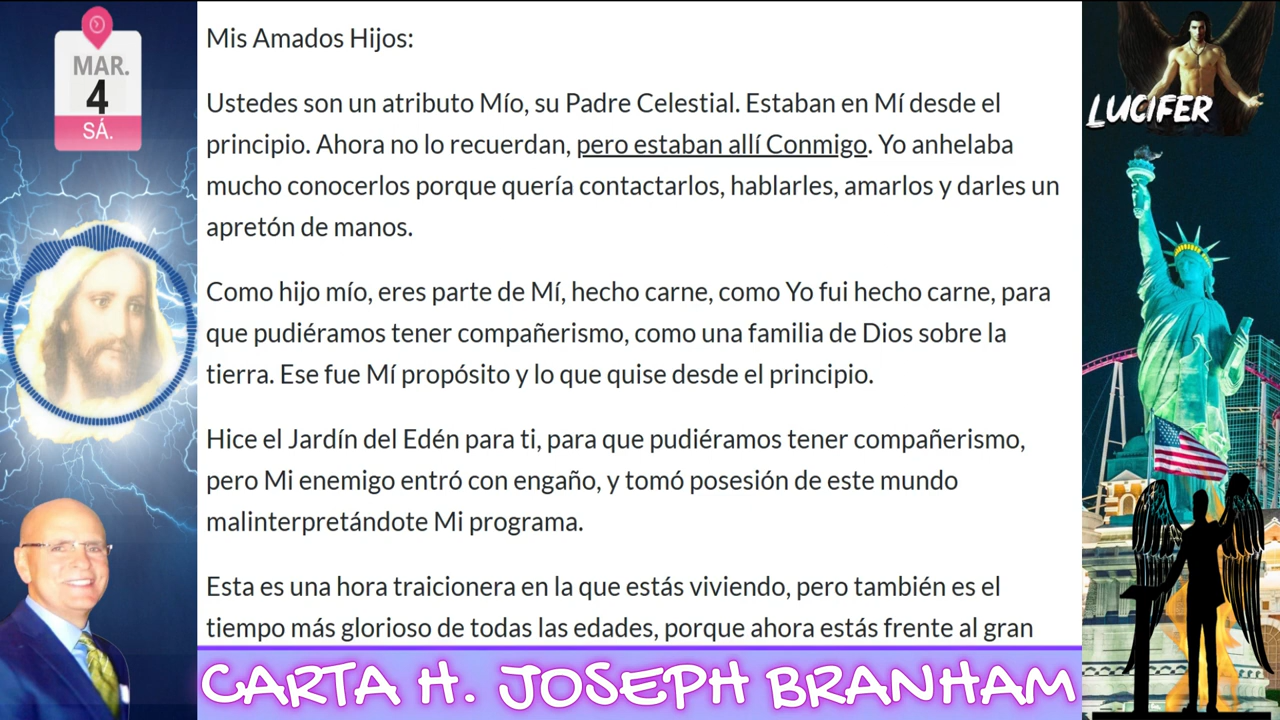 MAR.
4
SÁ.
Mis Amados Hijos:
Ustedes son un atributo Mío, su Padre Celestial. Estaban en Mí desde el
principio. Ahora no lo recuerdan, pero estaban allí Conmigo. Yo anhelaba
mucho conocerlos porque quería contactarlos, hablarles, amarlos y darles un
apretón de manos.
Como hijo mío, eres parte de Mí, hecho carne, como Yo fui hecho carne, para
que pudiéramos tener compañerismo, como una familia de Dios sobre la
tierra. Ese fue Mí propósito y lo que quise desde el principio.
Hice el Jardín del Edén para ti, para que pudiéramos tener compañerismo,
pero Mi enemigo entró con engaño, y tomó posesión de este mundo
malinterpretándote Mi programa.
Esta es una hora traicionera en la que estás viviendo, pero también es el
tiempo más glorioso de todas las edades, porque ahora estás frente al gran
CARTA H. JOSEPH BRANHAM
LUCIFER